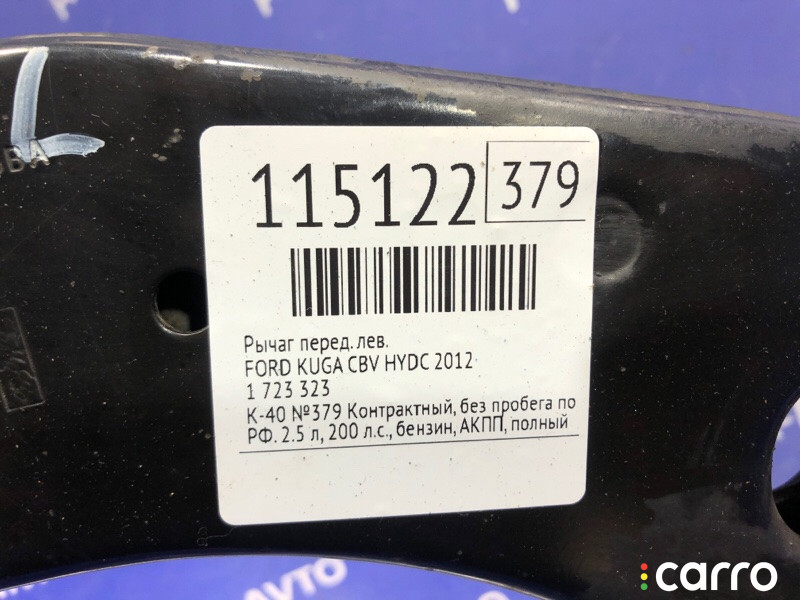 115122 379
Рычаг перед. лев.
FORD KUGA CBV HYDC 2012
1 723 323
К-40 №379 Контрактный, без пробега по
РФ. 2.5 л, 200 л.с., бензин, АКПП, полный
АВТО
carro